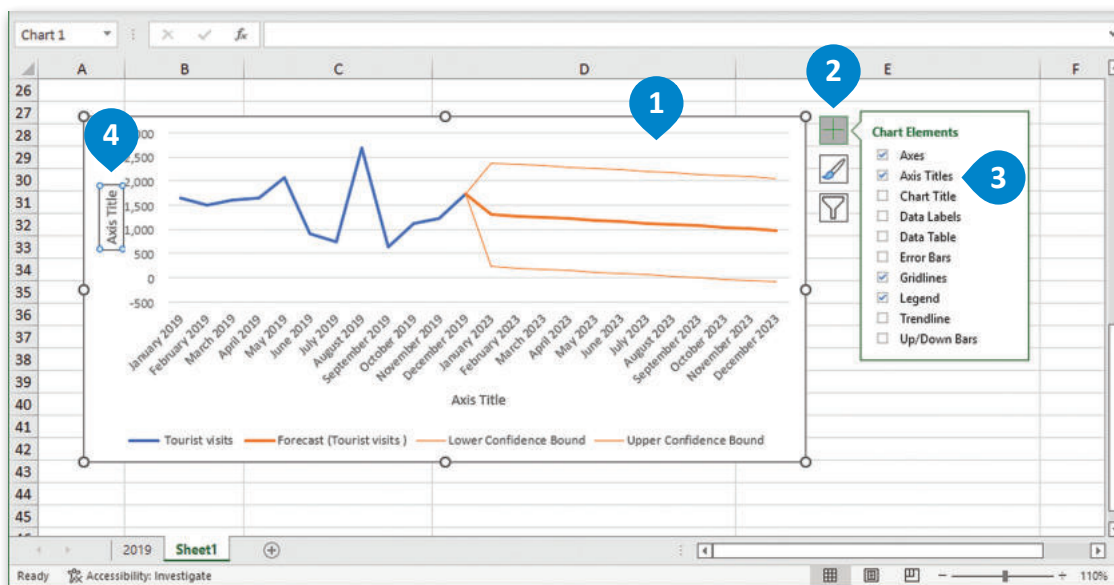 Chart 1
fx
A B C D E F
26
27
28
29
30
31
32
33
34
35
36
37
38
39
40
41
42
43
44
45
1
2
3
4
2,500
2,000
1,500
1,000
500
0
-500
Axis Title
January 2019
February 2019
March 2019
April 2019
May 2019
June 2019
July 2019
August 2019
September 2019
October 2019
November 2019
December 2019
January 2023
February 2023
March 2023
April 2023
May 2023
June 2023
July 2023
August 2023
September 2023
October 2023
November 2023
December 2023
Axis Title
Tourist visits Forecast (Tourist visits ) Lower Confidence Bound Upper Confidence Bound
Chart Elements
Axes
Axis Titles
Chart Title
Data Labels
Data Table
Error Bars
Gridlines
Legend
Trendline
Up/Down Bars
2019 Sheet1
Ready Accessibility: Investigate 110%